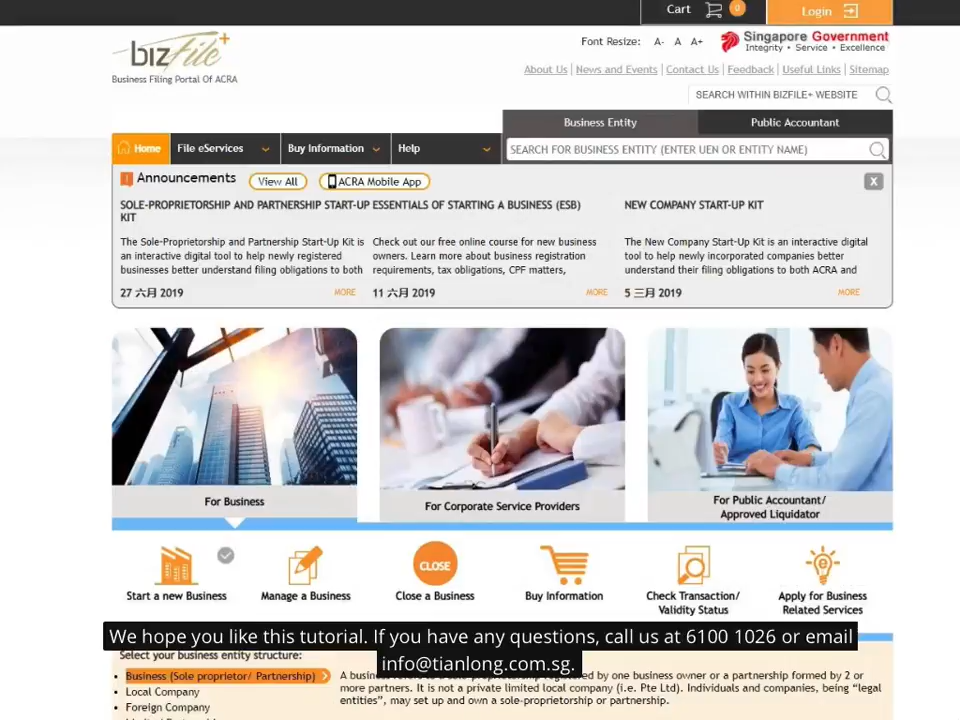 Cart
0
Login
Font Resize: A- A A+
Singapore Government
Integrity • Service • Excellence
bizFile+
Business Filing Portal Of ACRA
About Us | News and Events | Contact Us | Feedback | Useful Links | Sitemap
SEARCH WITHIN BIZFILE+ WEBSITE
Business Entity
Public Accountant
Home
File eServices
Buy Information
Help
SEARCH FOR BUSINESS ENTITY (ENTER UEN OR ENTITY NAME)
Announcements
View All
ACRA Mobile App
X
SOLE-PROPRIETORSHIP AND PARTNERSHIP START-UP
KIT
The Sole-Proprietorship and Partnership Start-Up Kit is
an interactive digital tool to help newly registered
businesses better understand filing obligations to both
27 六月 2019
MORE
ESSENTIALS OF STARTING A BUSINESS (ESB)
Check out our free online course for new business
owners. Learn more about business registration
requirements, tax obligations, CPF matters,
11 六月 2019
MORE
NEW COMPANY START-UP KIT
The New Company Start-Up Kit is an interactive digital
tool to help newly incorporated companies better
understand their filing obligations to both ACRA and
5 三月 2019
MORE
For Business
For Corporate Service Providers
For Public Accountant/
Approved Liquidator
Start a new Business
Manage a Business
CLOSE
Close a Business
Buy Information
Check Transaction/
Validity Status
Apply for Business
Related Services
We hope you like this tutorial. If you have any questions, call us at 6100 1026 or email
info@tianlong.com.sg.
Select your business entity structure:
Business (Sole proprietor/ Partnership)
Local Company
Foreign Company
A business refers to a sole-proprietorship registered by one business owner or a partnership formed by 2 or
more partners. It is not a private limited local company (i.e. Pte Ltd). Individuals and companies, being "legal
entities", may set up and own a sole-proprietorship or partnership.